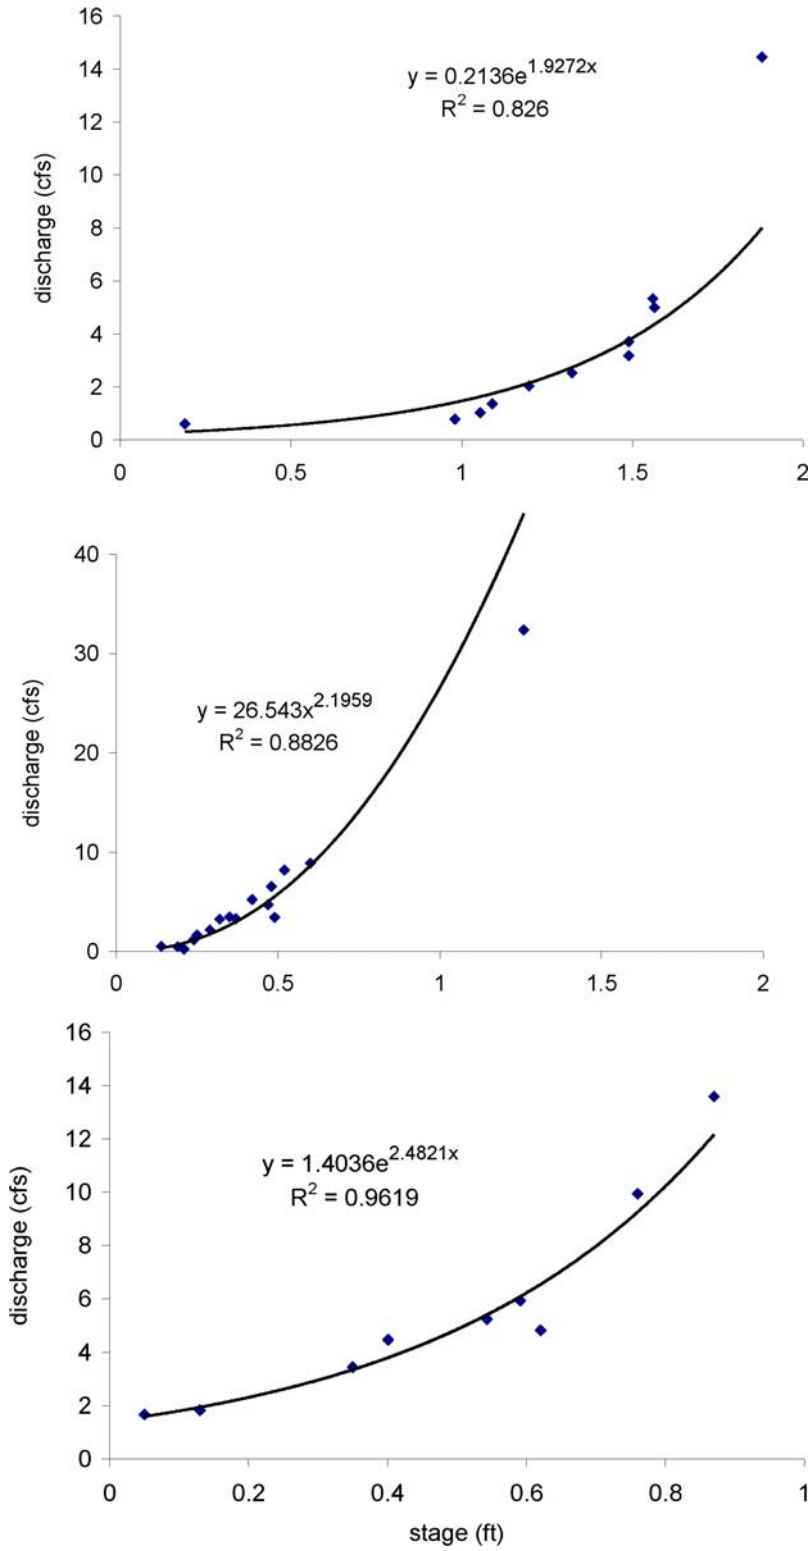 16
14
12
10
8
6
4
2
0
discharge (cfs)
y = 0.2136e^1.9272x
R² = 0.826
0 0.5 1 1.5 2
40
30
20
10
0
discharge (cfs)
y = 26.543x^2.1959
R² = 0.8826
0 0.5 1 1.5 2
16
14
12
10
8
6
4
2
0
discharge (cfs)
y = 1.4036e^2.4821x
R² = 0.9619
0 0.2 0.4 0.6 0.8 1
stage (ft)